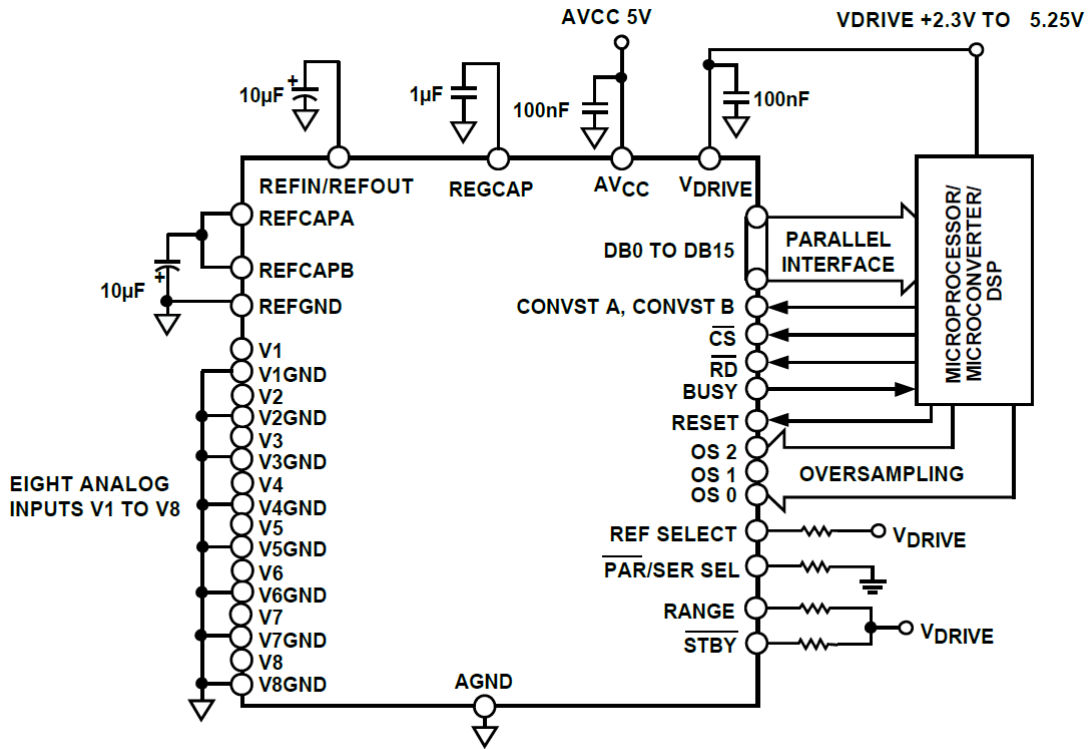 AVCC 5V
VDRIVE +2.3V TO 5.25V
10µF
+
1µF
100nF
100nF
REFIN/REFOUT
REGCAP
AVCC
VDRIVE
REFCAPA
REFCAPB
REFGND
10µF
+
V1
V1GND
V2
V2GND
V3
V3GND
V4
V4GND
V5
V5GND
V6
V6GND
V7
V7GND
V8
V8GND
EIGHT ANALOG
INPUTS V1 TO V8
AGND
DB0 TO DB15
PARALLEL
INTERFACE
CONVST A, CONVST B
CS
RD
BUSY
RESET
OS 2
OS 1
OS 0
OVERSAMPLING
REF SELECT
VDRIVE
PAR/SER SEL
RANGE
STBY
VDRIVE
MICROPROCESSOR/
MICROCONVERTER/
DSP